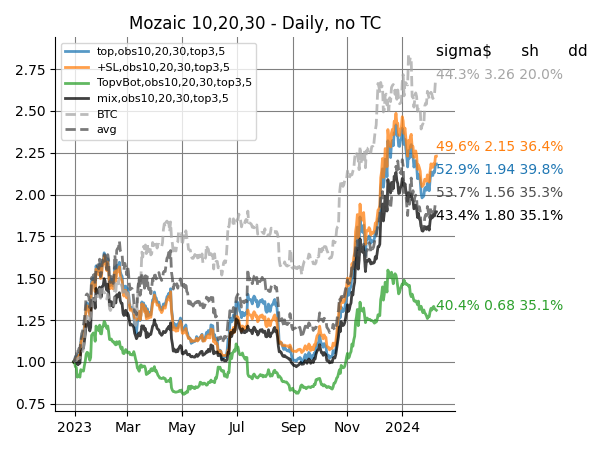 Mozaic 10,20,30 - Daily, no TC
sigma$ sh dd
top,obs10,20,30,top3,5
+SL,obs10,20,30,top3,5
TopvBot,obs10,20,30,top3,5
mix,obs10,20,30,top3,5
BTC
avg
44.3% 3.26 20.0%
49.6% 2.15 36.4%
52.9% 1.94 39.8%
53.7% 1.56 35.3%
43.4% 1.80 35.1%
40.4% 0.68 35.1%
2.75
2.50
2.25
2.00
1.75
1.50
1.25
1.00
0.75
2023 Mar May Jul Sep Nov 2024